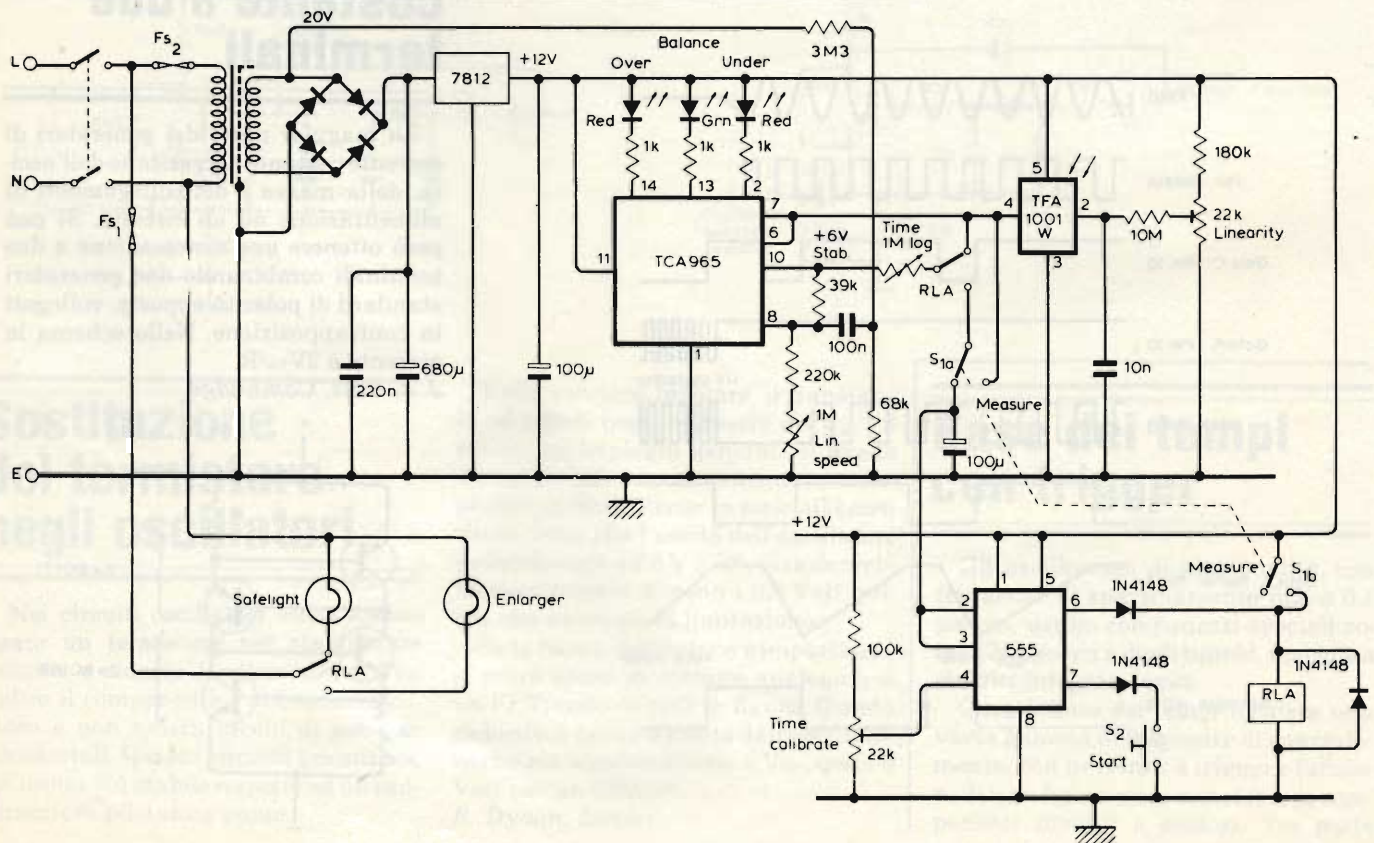 20V
Balance
3M3
L
Fs2
7812
+12V
Over
Under
Red
Grn
Red
1k
1k
1k
14
13
2
180k
5
TFA
1001
W
4
2
3
10M
22k
Linearity
N
Fs1
11
TCA965
7
6
10
8
1
+6V
Stab
39k
Time
1M log
RLA
100n
S1a
Measure
10n
220n
680µ
100µ
220k
1M
Lin.
speed
68k
100µ
E
+12V
Safelight
Enlarger
RLA
Measure
S1b
100k
Time
calibrate
22k
1
5
2
3
4
555
6
7
8
1N4148
1N4148
1N4148
S2
Start
RLA